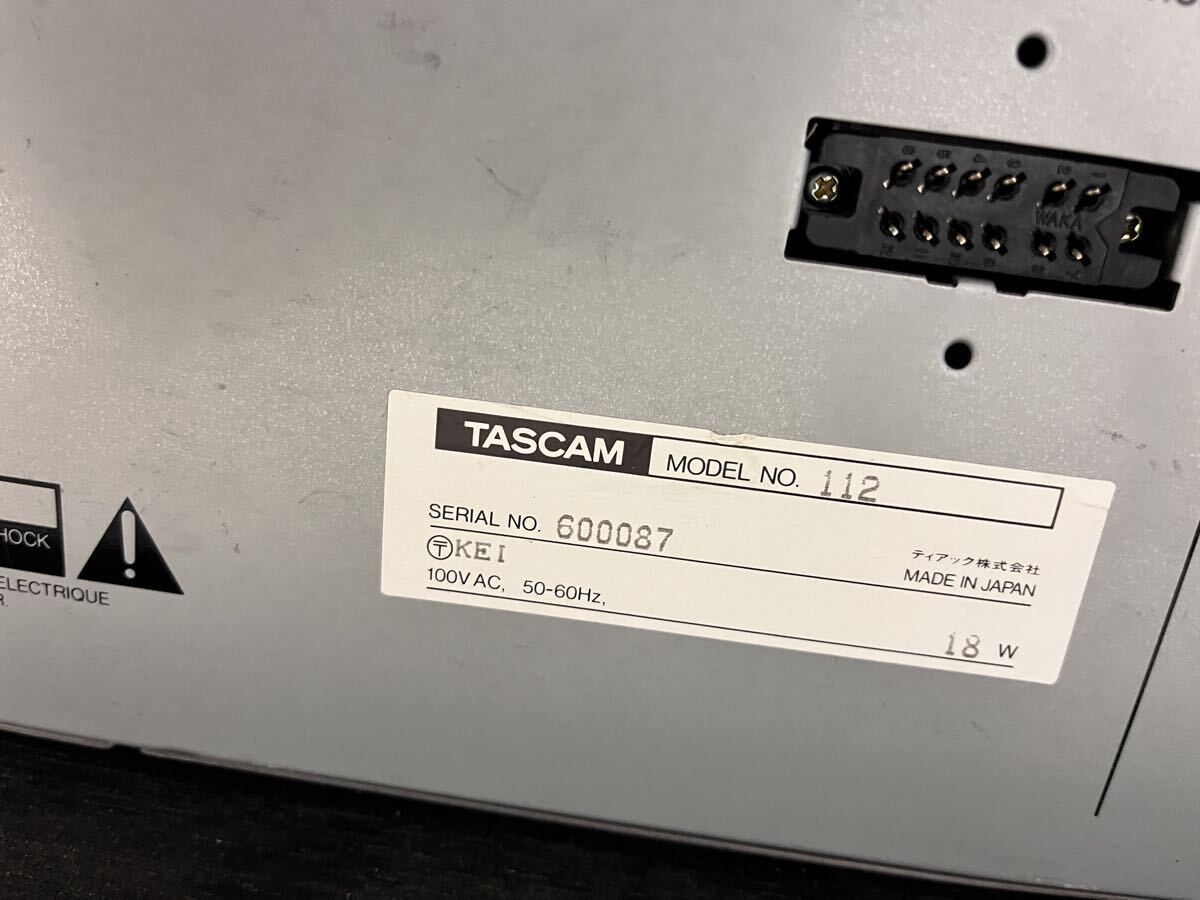 WAKA
TASCAM MODEL NO. 112
SERIAL NO. 600087
〶KEI
ティアック株式会社
100V AC, 50-60Hz,
MADE IN JAPAN
18 W
HOCK
ELECTRIQUE
R.